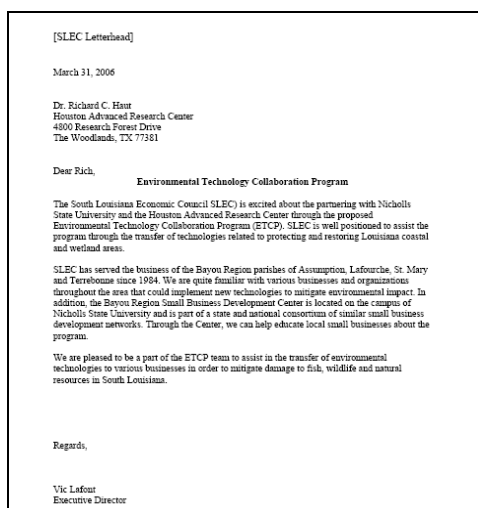 [SLEC Letterhead]
March 31, 2006
Dr. Richard C. Haut
Houston Advanced Research Center
4800 Research Forest Drive
The Woodlands, TX 77381
Dear Rich,
Environmental Technology Collaboration Program
The South Louisiana Economic Council SLEC) is excited about the partnering with Nicholls
State University and the Houston Advanced Research Center through the proposed
Environmental Technology Collaboration Program (ETCP). SLEC is well positioned to assist the
program through the transfer of technologies related to protecting and restoring Louisiana coastal
and wetland areas.
SLEC has served the business of the Bayou Region parishes of Assumption, Lafourche, St. Mary
and Terrebonne since 1984. We are quite familiar with various businesses and organizations
throughout the area that could implement new technologies to mitigate environmental impact. In
addition, the Bayou Region Small Business Development Center is located on the campus of
Nicholls State University and is part of a state and national consortium of similar small business
development networks. Through the Center, we can help educate local small businesses about the
program.
We are pleased to be a part of the ETCP team to assist in the transfer of environmental
technologies to various businesses in order to mitigate damage to fish, wildlife and natural
resources in South Louisiana.
Regards,
Vic Lafont
Executive Director